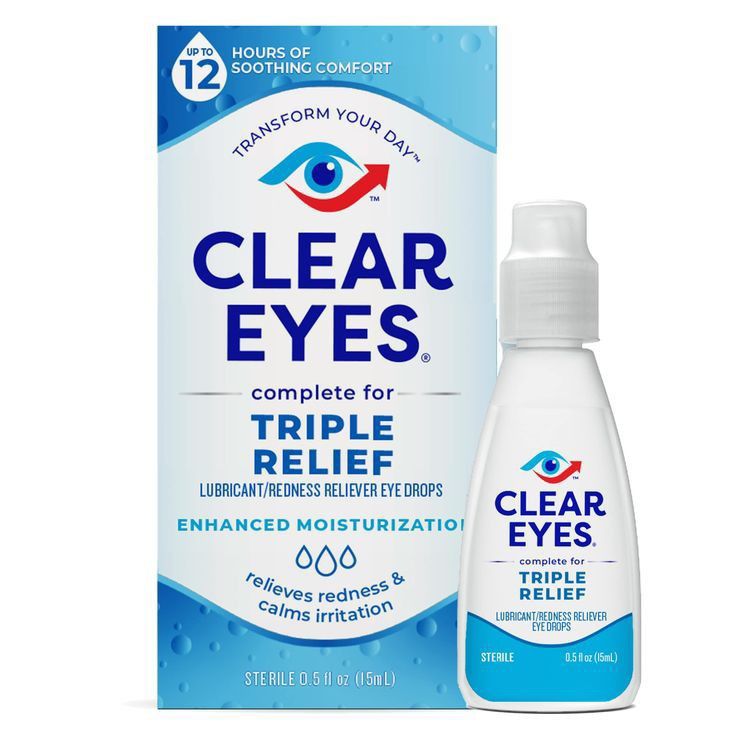 UP TO
12
HOURS OF
SOOTHING COMFORT
TRANSFORM YOUR DAY™
™
CLEAR
EYES®
complete for
TRIPLE
RELIEF
LUBRICANT/REDNESS RELIEVER EYE DROPS
ENHANCED MOISTURIZATION
relieves redness &
calms irritation
STERILE 0.5 fl oz (15mL)
™
CLEAR
EYES®
complete for
TRIPLE
RELIEF
LUBRICANT/REDNESS RELIEVER
EYE DROPS
STERILE 0.5 fl oz (15mL)